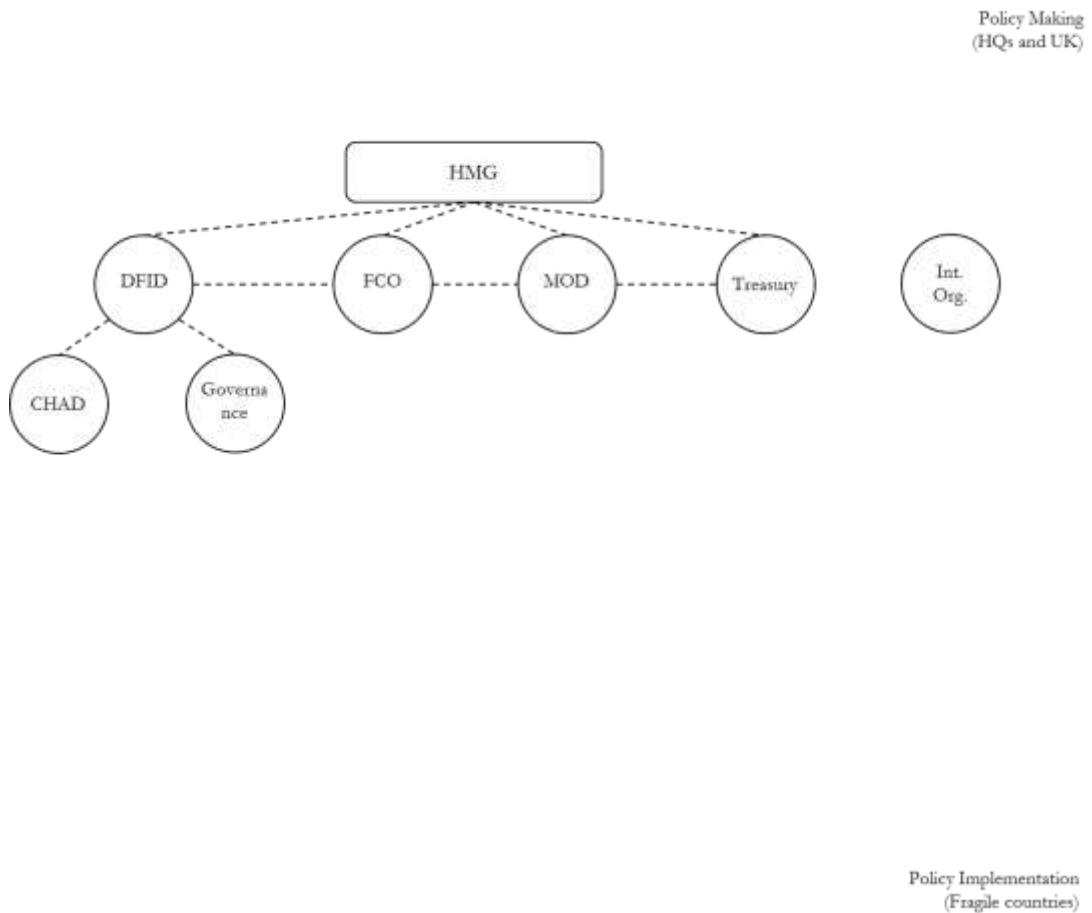 Policy Making
(HQs and UK)
HMG
DFID
FCO
MOD
Treasury
Int.
Org.
CHAD
Governa
nce
Policy Implementation
(Fragile countries)